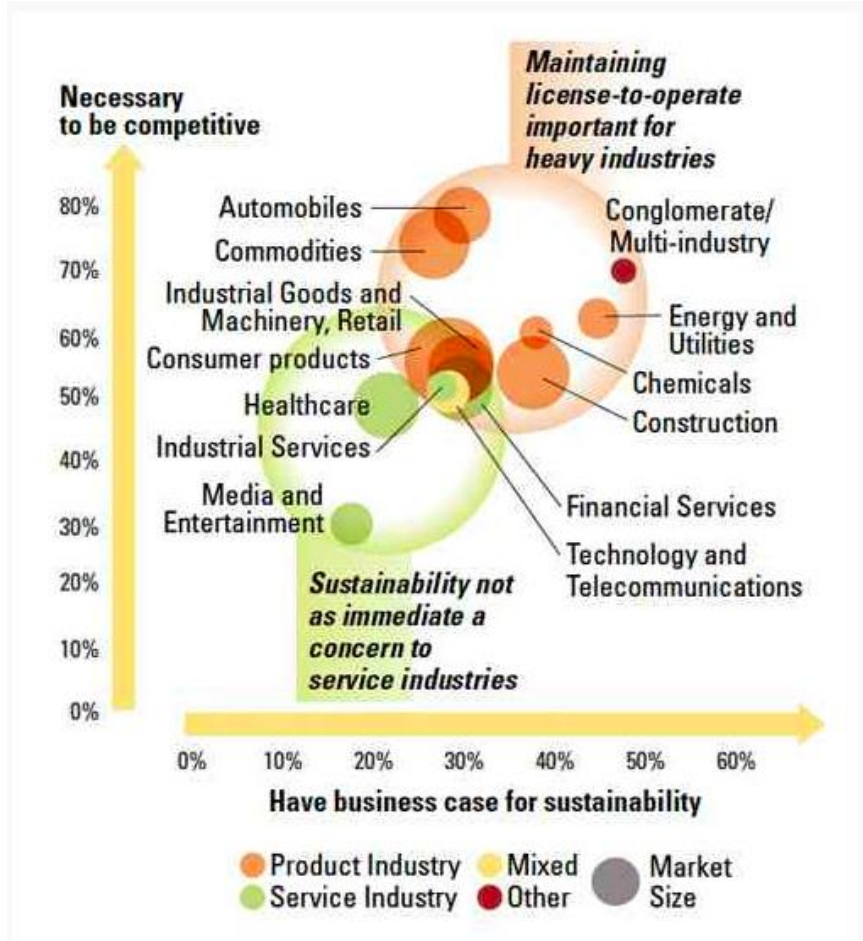 Necessary
to be competitive
Maintaining
license-to-operate
important for
heavy industries
80%
70%
60%
50%
40%
30%
20%
10%
0%
Automobiles
Commodities
Industrial Goods and
Machinery, Retail
Consumer products
Healthcare
Industrial Services
Media and
Entertainment
Conglomerate/
Multi-industry
Energy and
Utilities
Chemicals
Construction
Financial Services
Technology and
Telecommunications
Sustainability not
as immediate a
concern to
service industries
0% 10% 20% 30% 40% 50% 60%
Have business case for sustainability
Product Industry Mixed Market
Service Industry Other Size